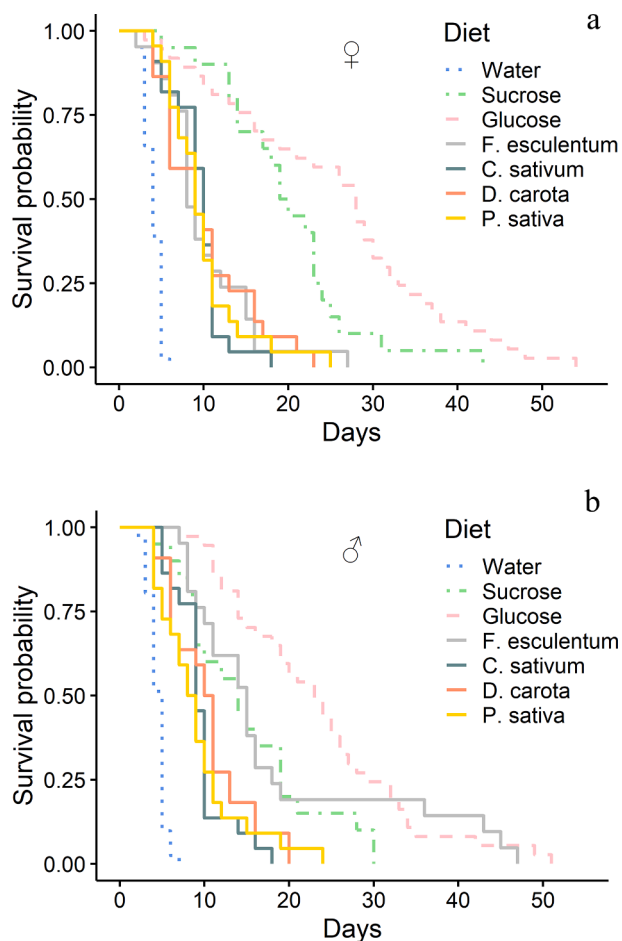 a
♀
Diet
Water
Sucrose
Glucose
F. esculentum
C. sativum
D. carota
P. sativa
Survival probability
1.00
0.75
0.50
0.25
0.00
0 10 20 30 40 50
Days
b
♂
Diet
Water
Sucrose
Glucose
F. esculentum
C. sativum
D. carota
P. sativa
Survival probability
1.00
0.75
0.50
0.25
0.00
0 10 20 30 40 50
Days